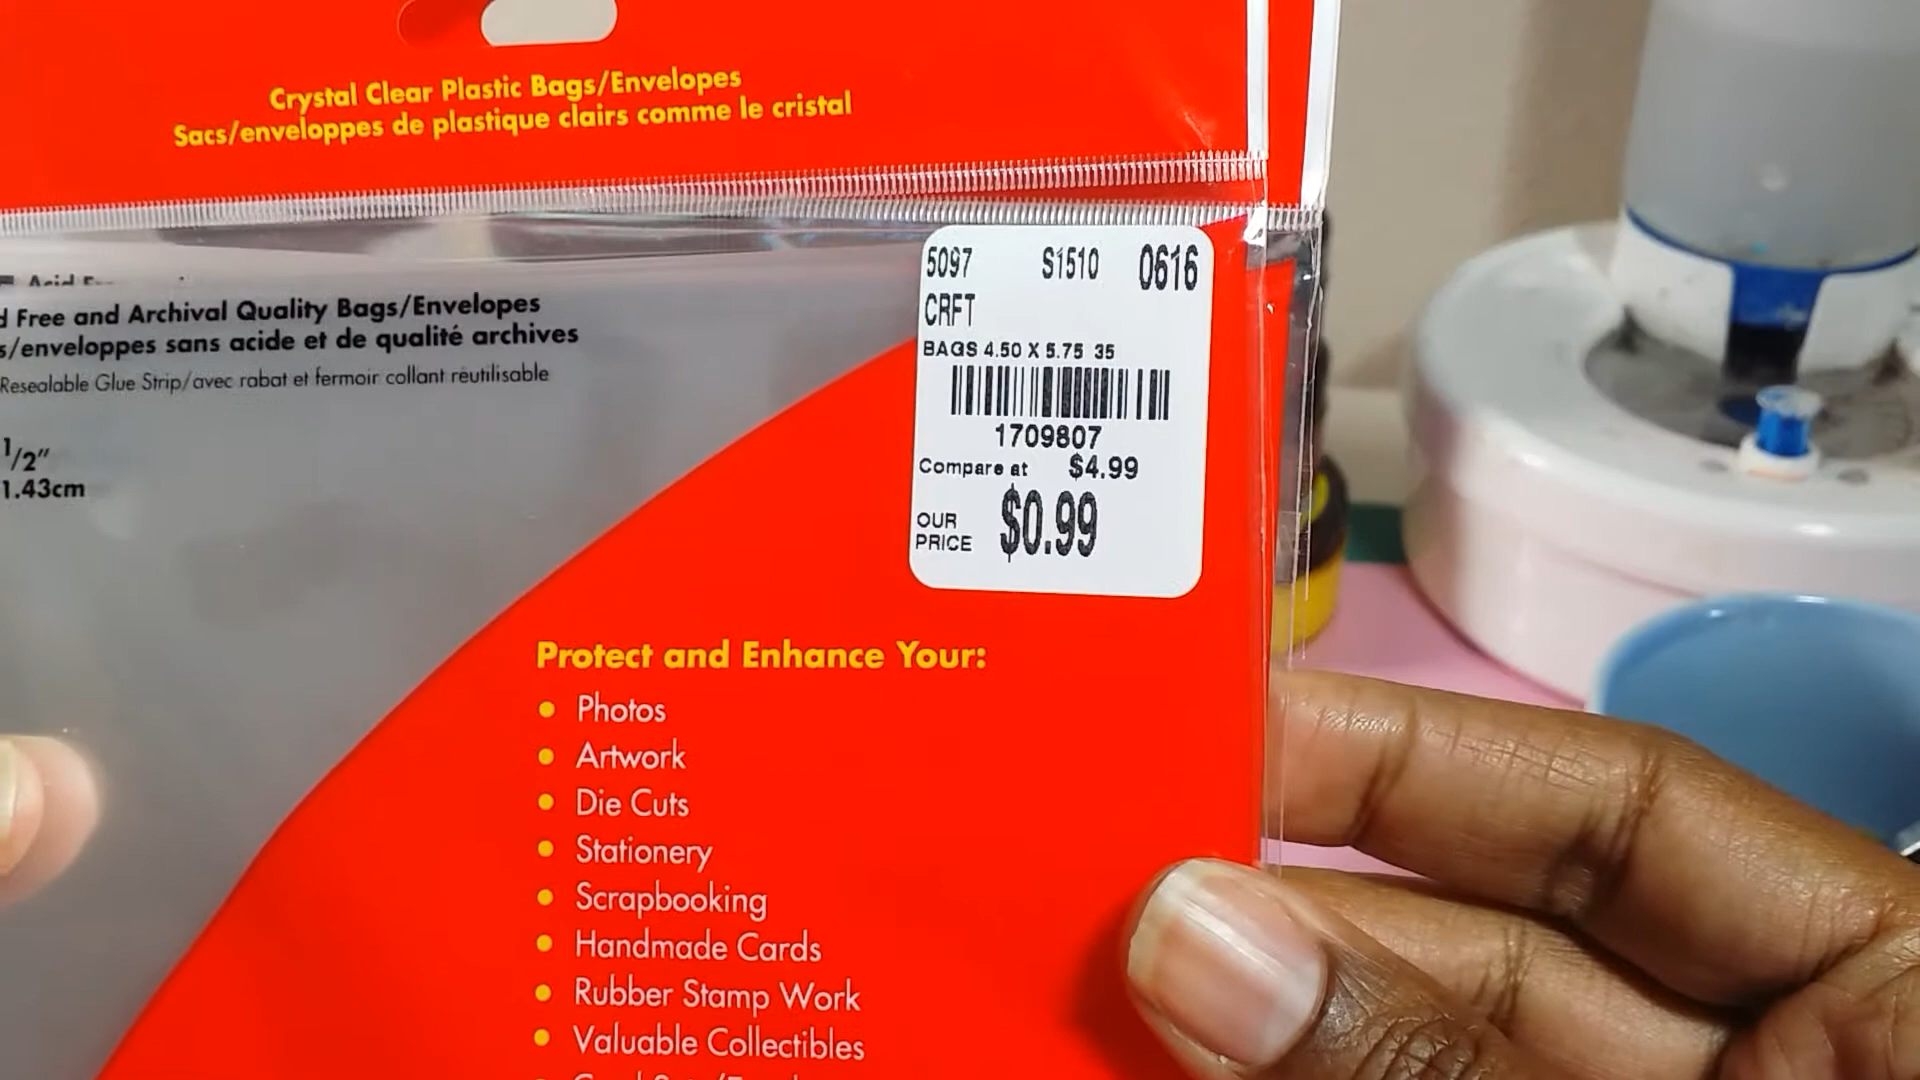 Crystal Clear Plastic Bags/Envelopes
Sacs/enveloppes de plastique clairs comme le cristal
Free and Archival Quality Bags/Envelopes
s/enveloppes sans acide et de qualité archives
Resealable Glue Strip/avec rabat et fermoir collant réutilisable
1/2"
1.43cm
5097 S1510 0616
CRFT
BAGS 4.50 X 5.75 35
1709807
Compare at $4.99
OUR PRICE $0.99
Protect and Enhance Your:
• Photos
• Artwork
• Die Cuts
• Stationery
• Scrapbooking
• Handmade Cards
• Rubber Stamp Work
• Valuable Collectibles